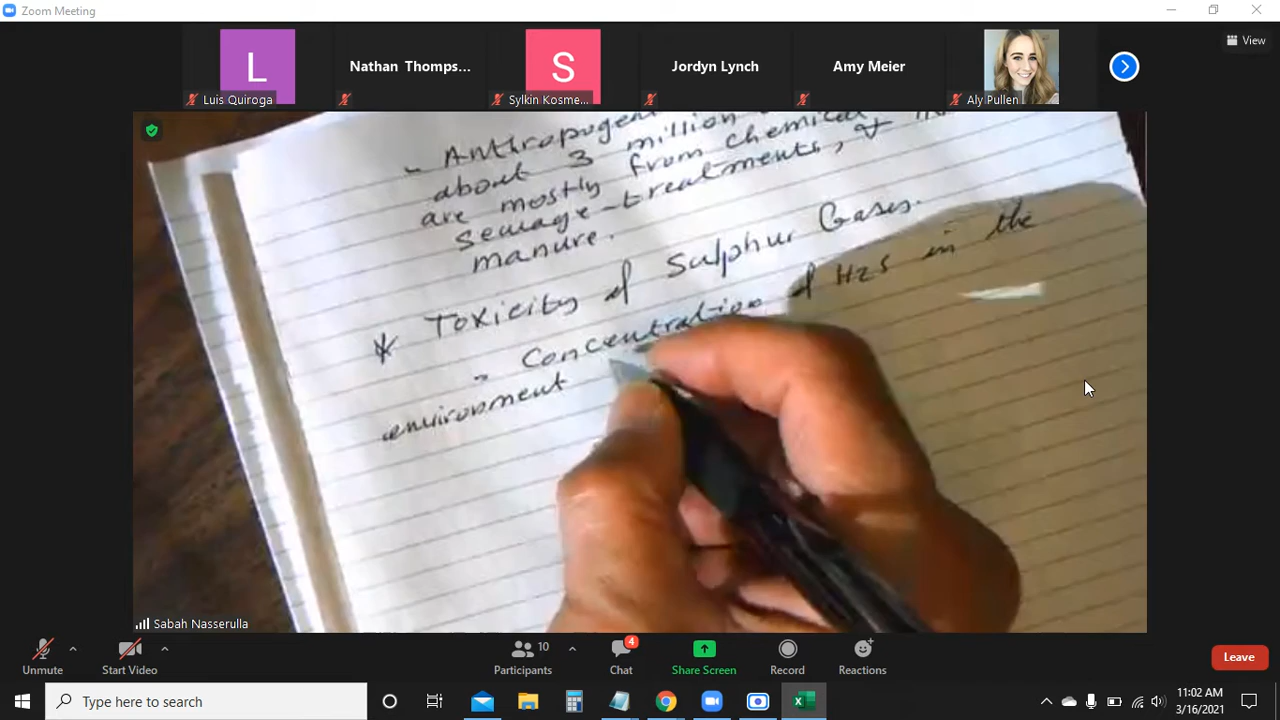 Zoom Meeting
View
L
Luis Quiroga
Nathan Thomps...
S
Sylkin Kosme...
Jordyn Lynch
Amy Meier
Aly Pullen
- Anthropogen
about 3 million
are mostly from chemical
sewage-treatments, &
manure.
* Toxicity of Sulphur Gases.
- Concentration of H2S in the
environment
Sabah Nasserulla
Unmute
Start Video
Participants 10
Chat 4
Share Screen
Record
Reactions
Leave
Type here to search
11:02 AM
3/16/2021